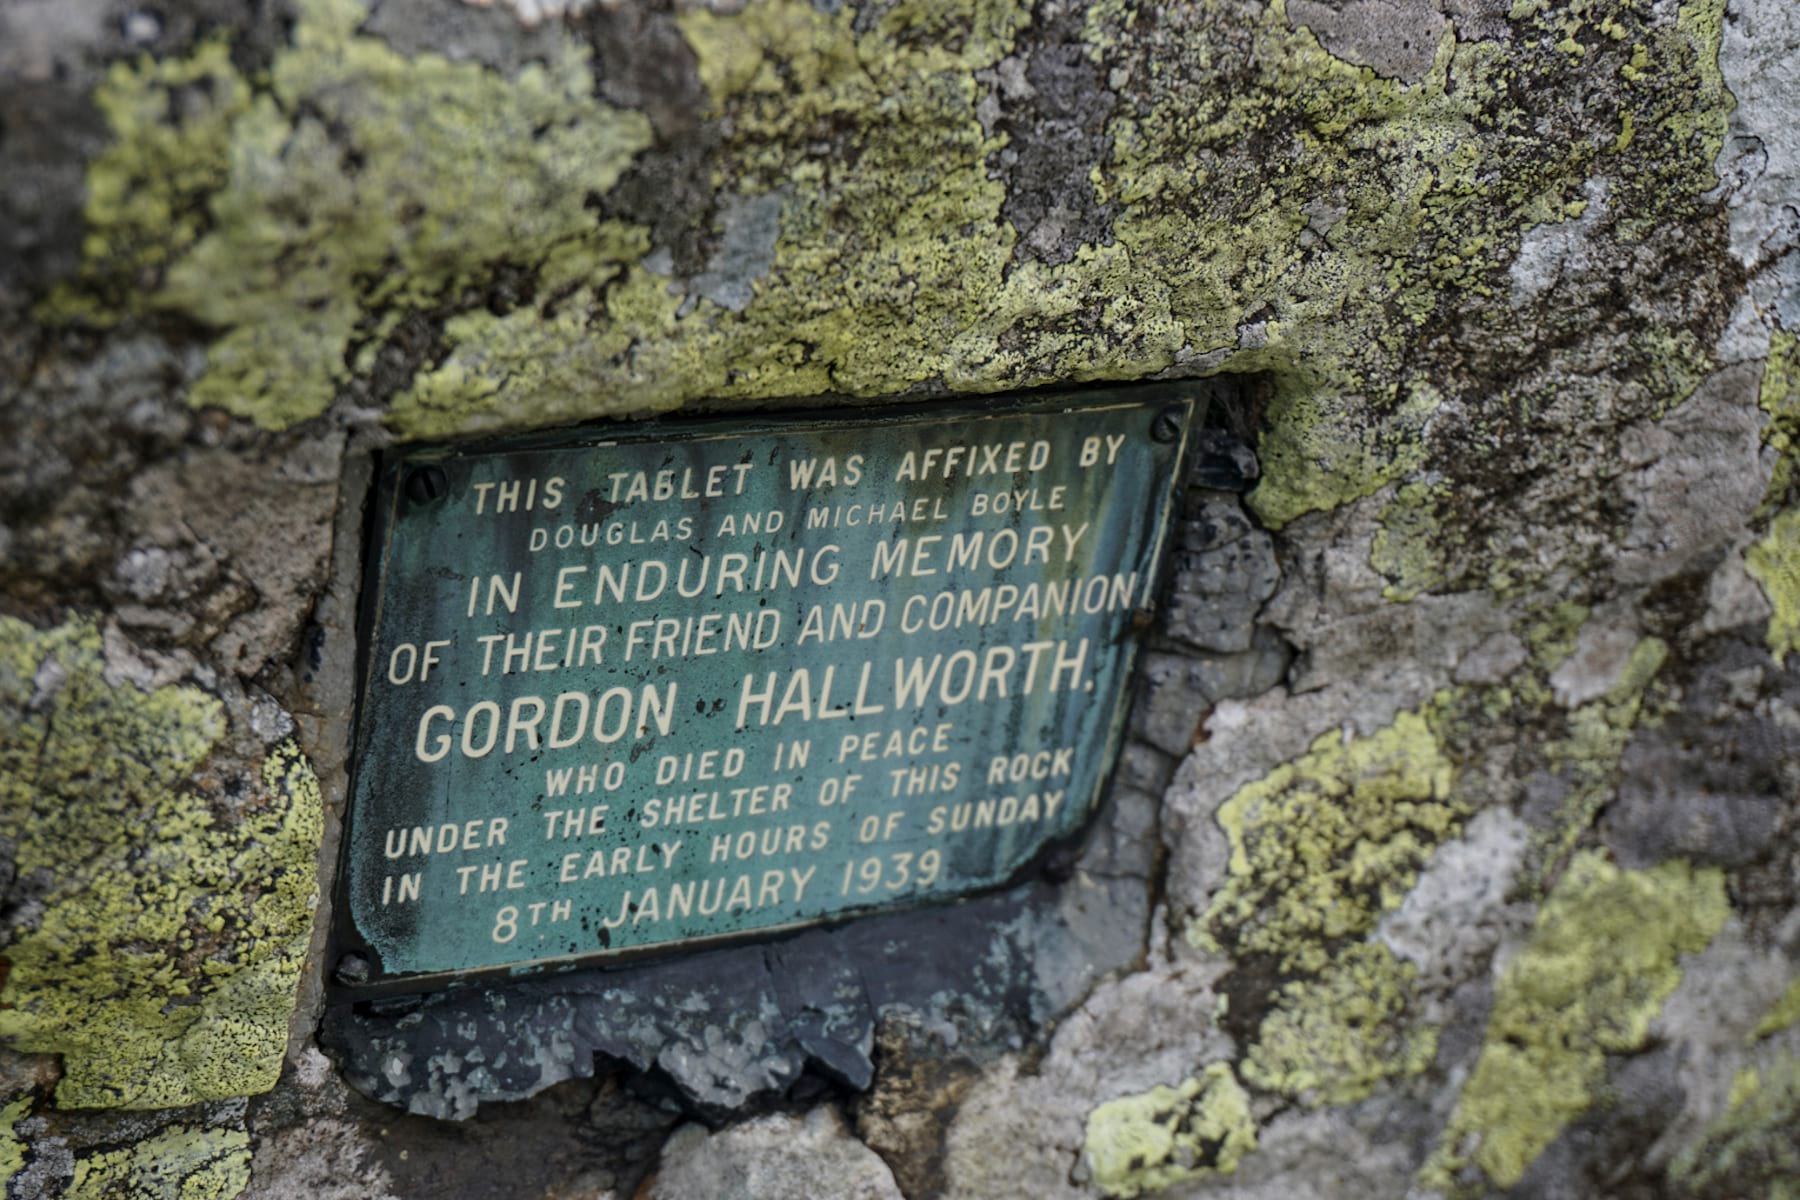 THIS TABLET WAS AFFIXED BY
DOUGLAS AND MICHAEL BOYLE
IN ENDURING MEMORY
OF THEIR FRIEND AND COMPANION
GORDON HALLWORTH.
WHO DIED IN PEACE
UNDER THE SHELTER OF THIS ROCK
IN THE EARLY HOURS OF SUNDAY
8TH JANUARY 1939